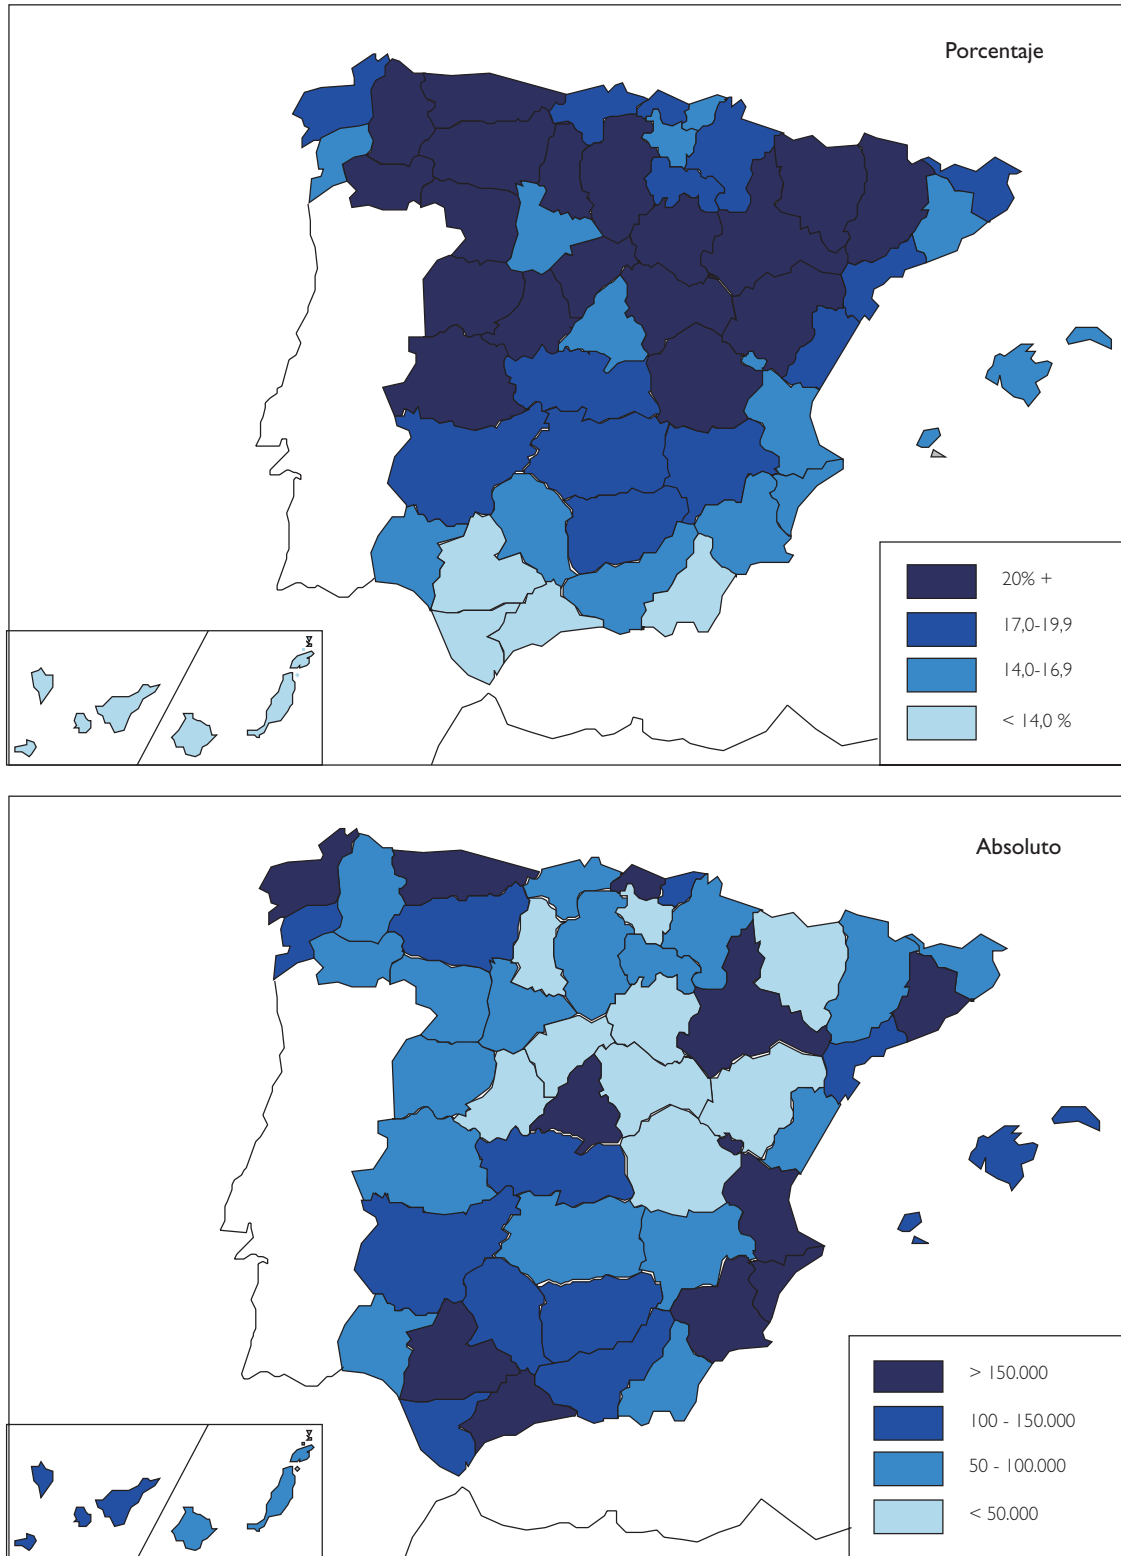 Porcentaje
20% +
17,0-19,9
14,0-16,9
< 14,0 %
Absoluto
> 150.000
100 - 150.000
50 - 100.000
< 50.000